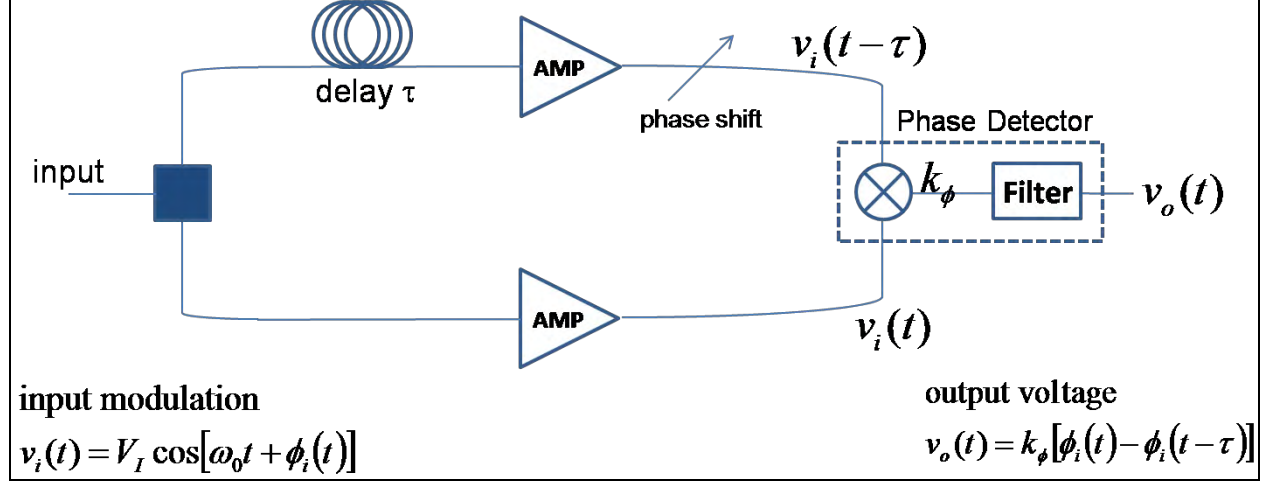 AMP
delay τ
phase shift
v_i(t−τ)
Phase Detector
input
k_ϕ
Filter
v_o(t)
AMP
v_i(t)
input modulation
v_i(t) = V_I cos[ω_0 t + ϕ_i(t)]
output voltage
v_o(t) = k_ϕ[ϕ_i(t) − ϕ_i(t − τ)]